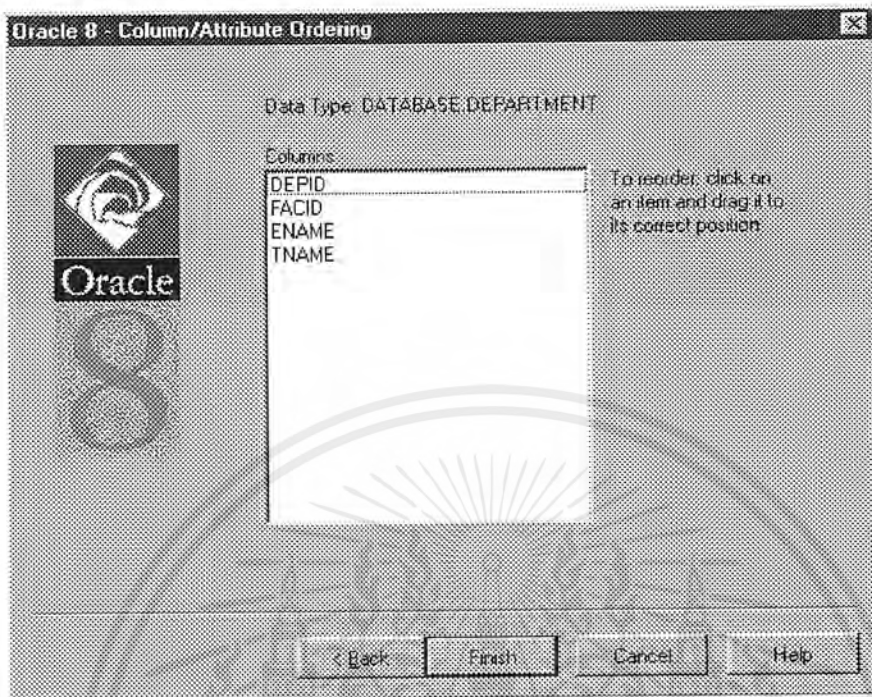 Oracle 8 - Column/Attribute Ordering
Data Type: DATABASE.DEPARTMENT
Columns
DEPID
FACID
ENAME
TNAME
To reorder, click on
an item and drag it to
its correct position
Oracle
8
< Back
Finish
Cancel
Help